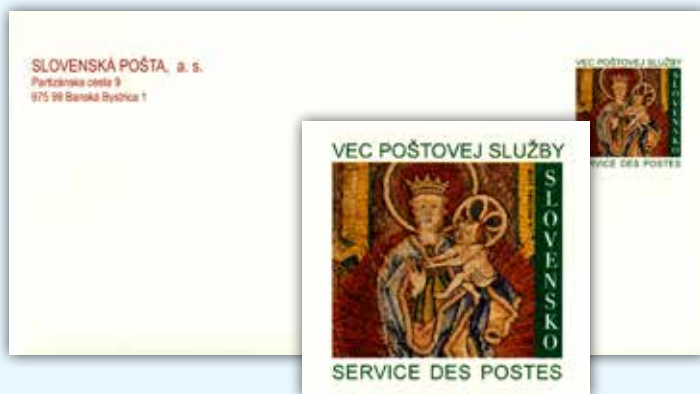 SLOVENSKÁ POŠTA, a. s.
Partizánska cesta 9
975 99 Banská Bystrica 1
VEC POŠTOVEJ SLUŽBY
SLOVENSKO
SERVICE DES POSTES
VEC POŠTOVEJ SLUŽBY
SLOVENSKO
SERVICE DES POSTES